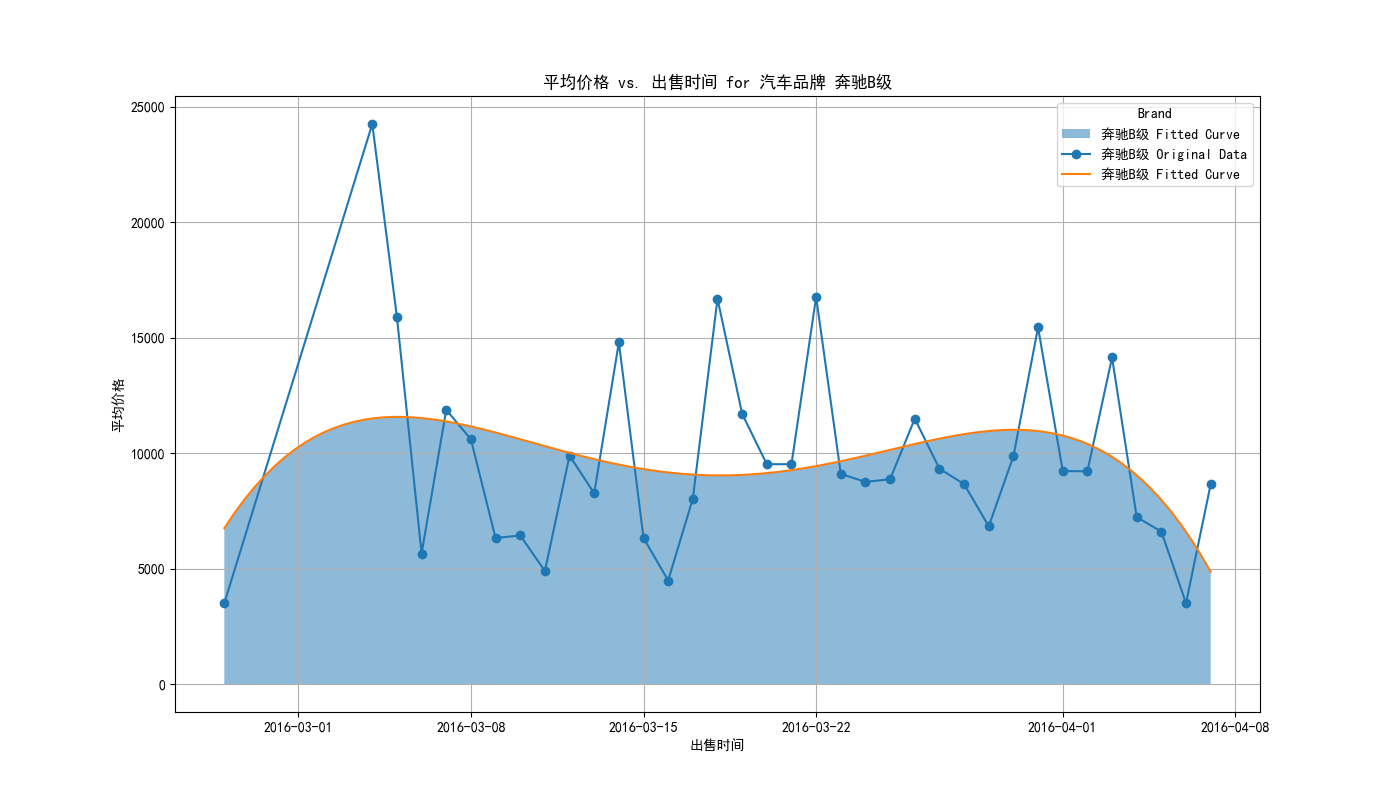 平均价格 vs. 出售时间 for 汽车品牌 奔驰B级
Brand
奔驰B级 Fitted Curve
奔驰B级 Original Data
奔驰B级 Fitted Curve
平均价格
25000
20000
15000
10000
5000
0
2016-03-01
2016-03-08
2016-03-15
2016-03-22
2016-04-01
2016-04-08
出售时间